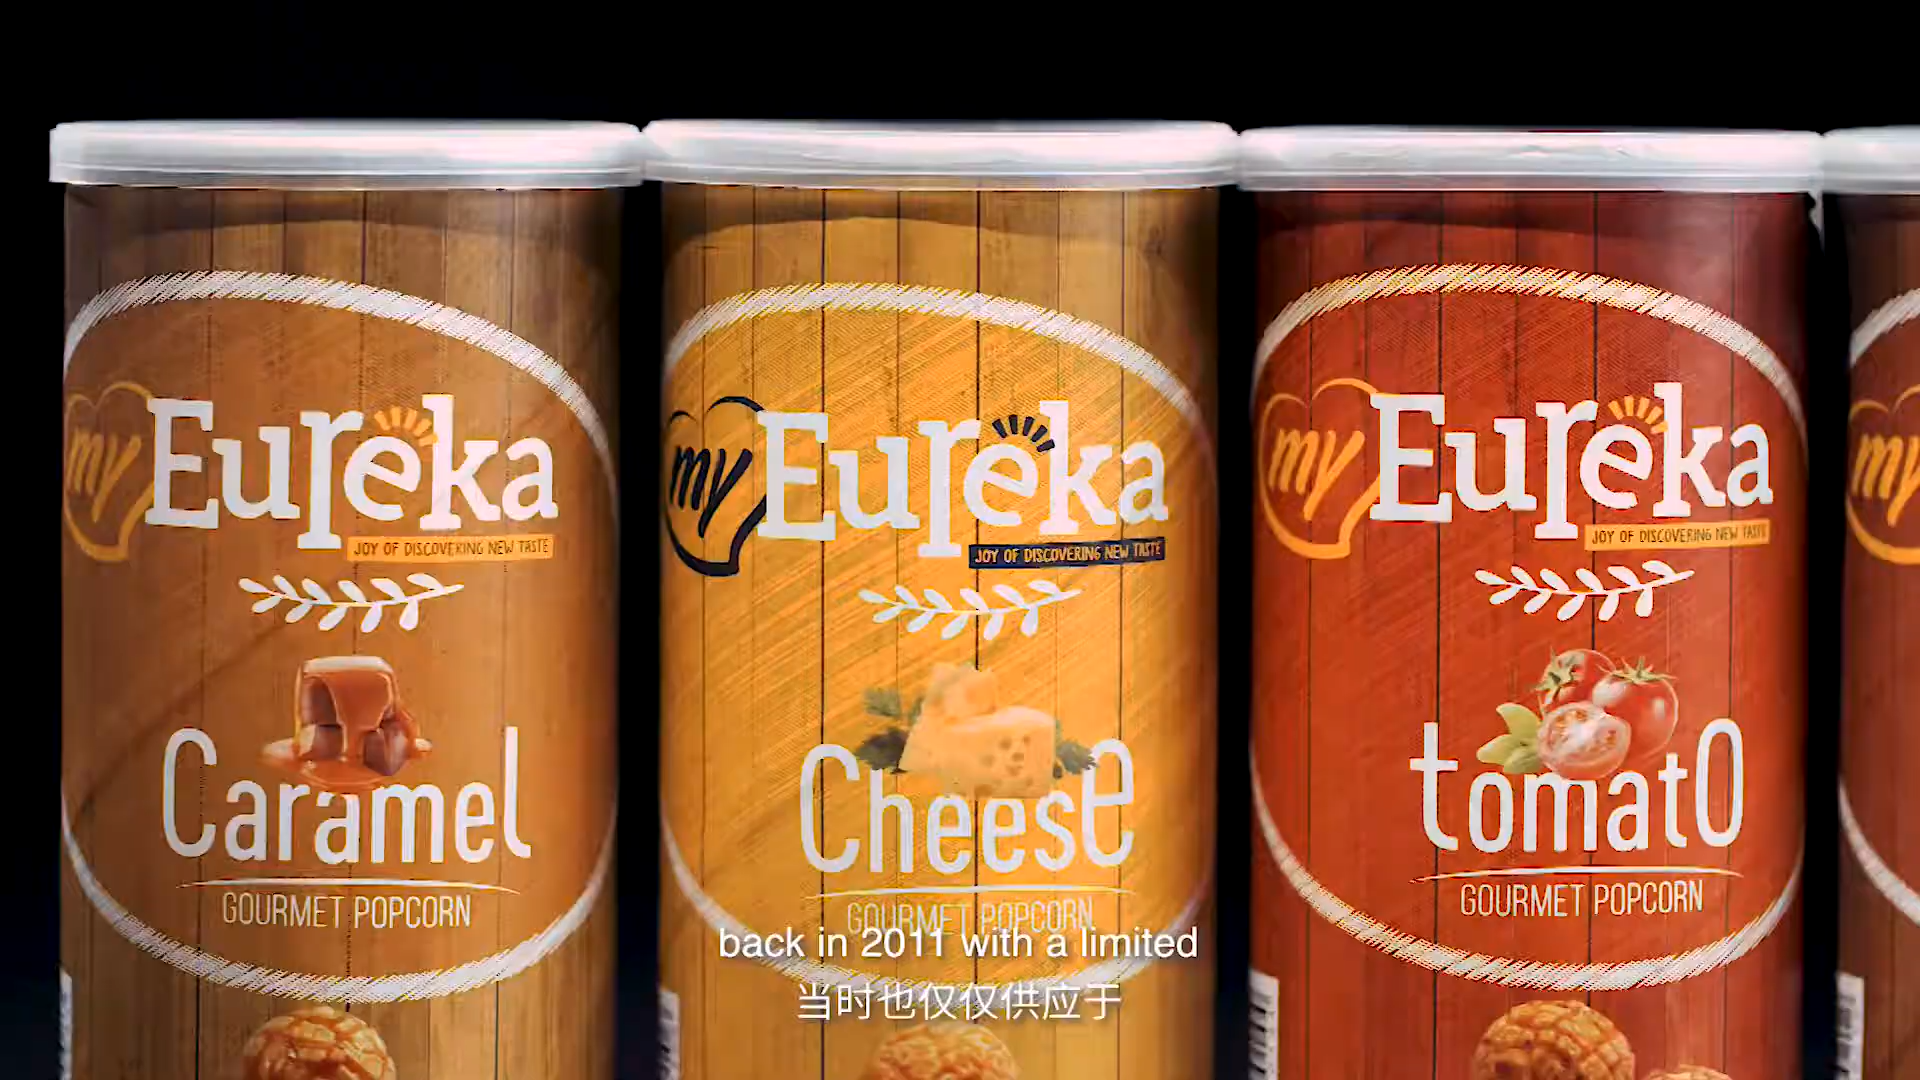 my Eureka
JOY OF DISCOVERING NEW TASTE
Caramel
GOURMET POPCORN
my Eureka
JOY OF DISCOVERING NEW TASTE
Cheese
GOURMET POPCORN
my Eureka
JOY OF DISCOVERING NEW TASTE
tomato
GOURMET POPCORN
my
back in 2011 with a limited
当时也仅仅供应于